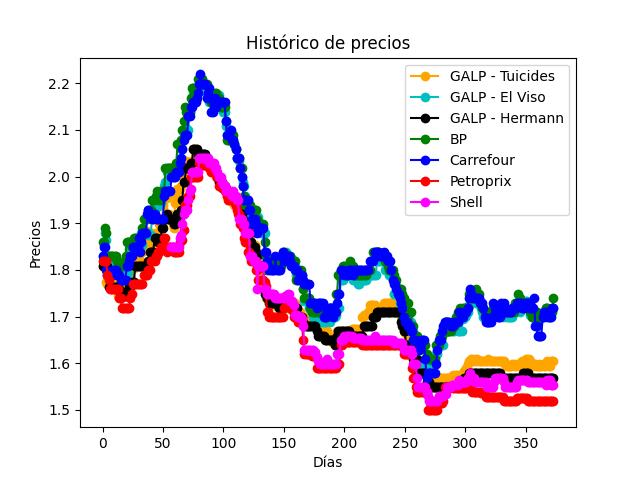 Histórico de precios
GALP - Tuicides
GALP - El Viso
GALP - Hermann
BP
Carrefour
Petroprix
Shell
Precios
2.2
2.1
2.0
1.9
1.8
1.7
1.6
1.5
0 50 100 150 200 250 300 350
Días